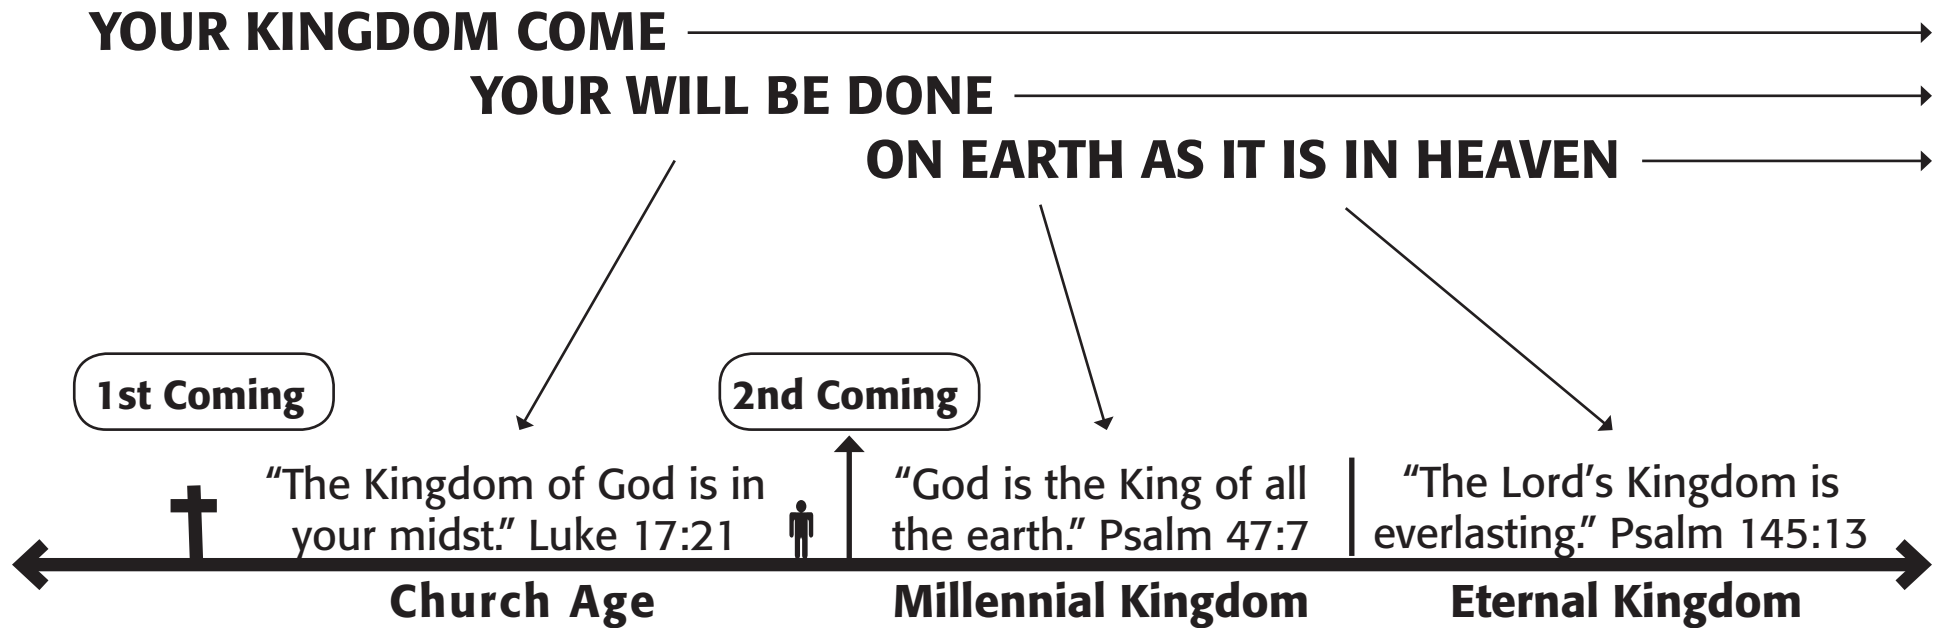 YOUR KINGDOM COME
YOUR WILL BE DONE
ON EARTH AS IT IS IN HEAVEN
1st Coming
2nd Coming
“The Kingdom of God is in
your midst.” Luke 17:21
“God is the King of all
the earth.” Psalm 47:7
“The Lord’s Kingdom is
everlasting.” Psalm 145:13
Church Age
Millennial Kingdom
Eternal Kingdom